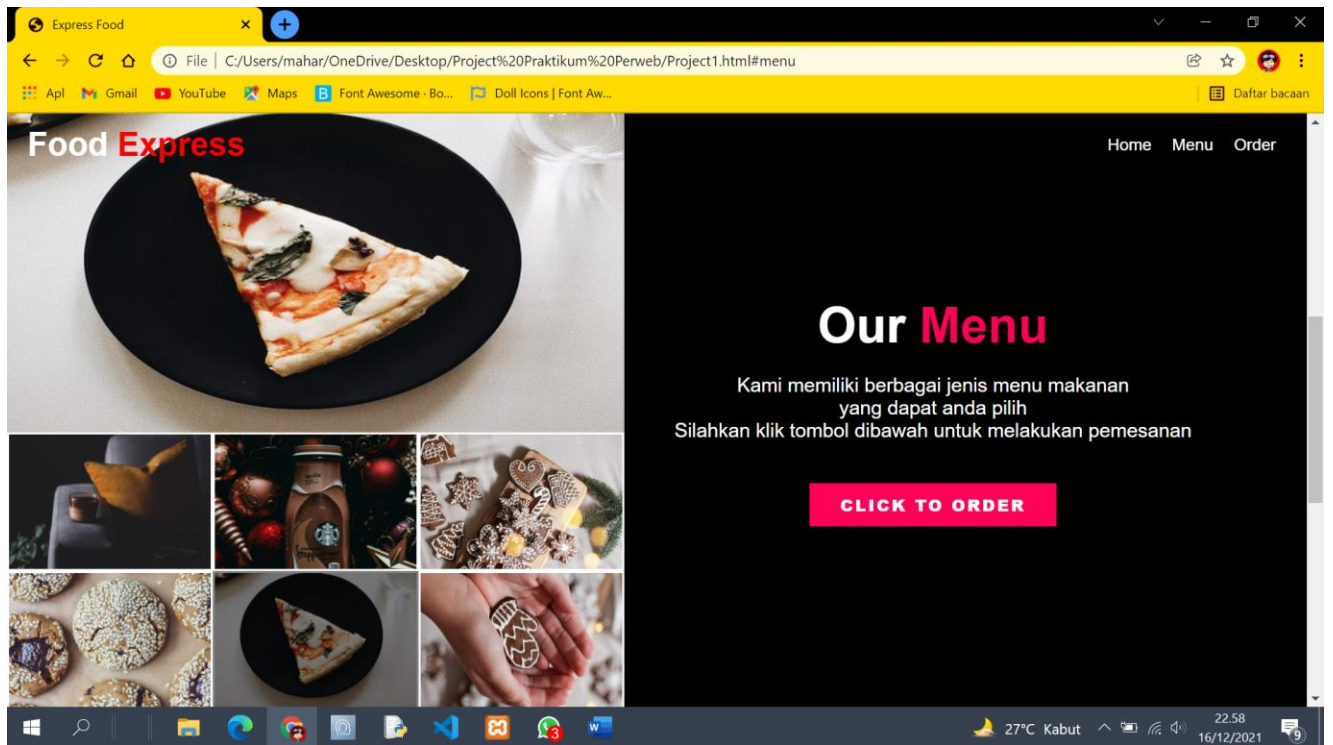 Express Food
File
C:/Users/mahar/OneDrive/Desktop/Project%20Praktikum%20Perweb/Project1.html#menu
Apl
Gmail
YouTube
Maps
Font Awesome · Bo...
Doll Icons | Font Aw...
Daftar bacaan
Food Express
Home
Menu
Order
Our Menu
Kami memiliki berbagai jenis menu makanan
yang dapat anda pilih
Silahkan klik tombol dibawah untuk melakukan pemesanan
CLICK TO ORDER
27°C Kabut
22.58
16/12/2021